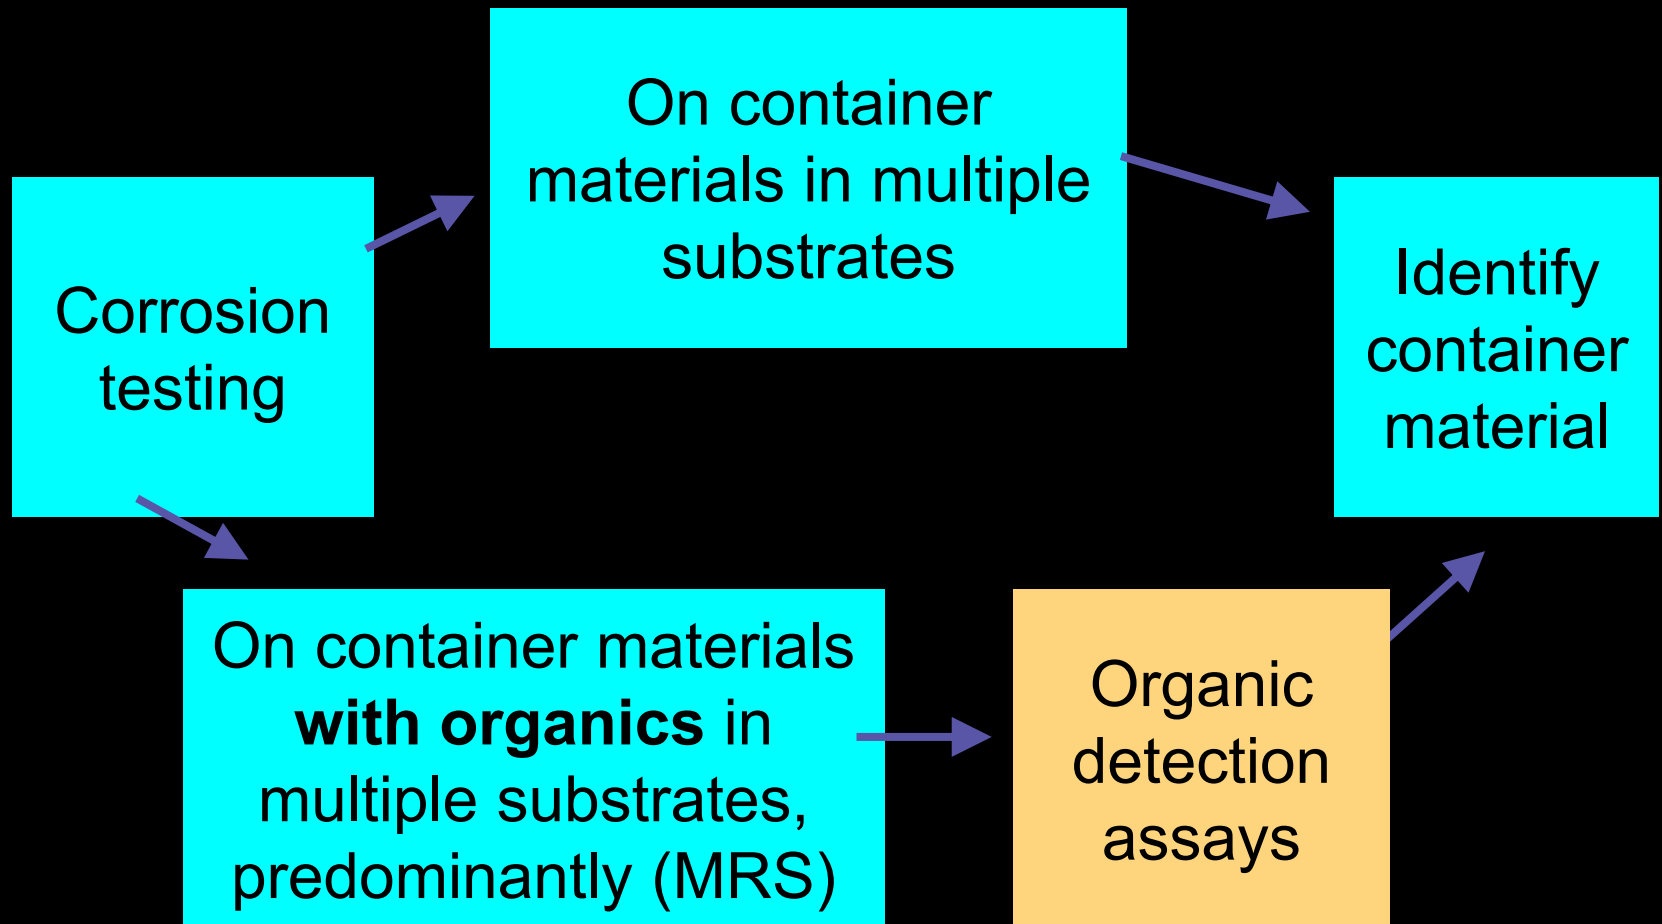 Corrosion
testing
On container
materials in multiple
substrates
Identify
container
material
On container materials
with organics in
multiple substrates,
predominantly (MRS)
Organic
detection
assays